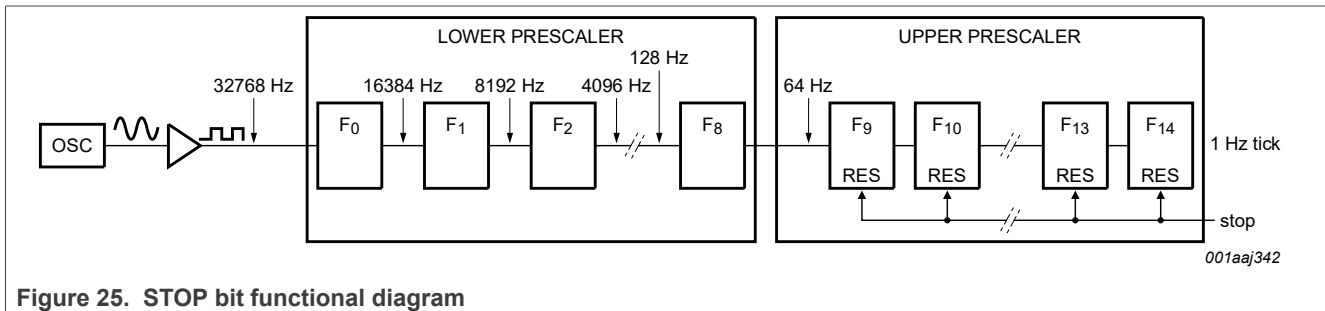 LOWER PRESCALER
UPPER PRESCALER
128 Hz
32768 Hz
16384 Hz
8192 Hz
4096 Hz
64 Hz
OSC
F0
F1
F2
F8
F9
F10
F13
F14
1 Hz tick
RES
RES
RES
RES
stop
001aaj342
Figure 25. STOP bit functional diagram